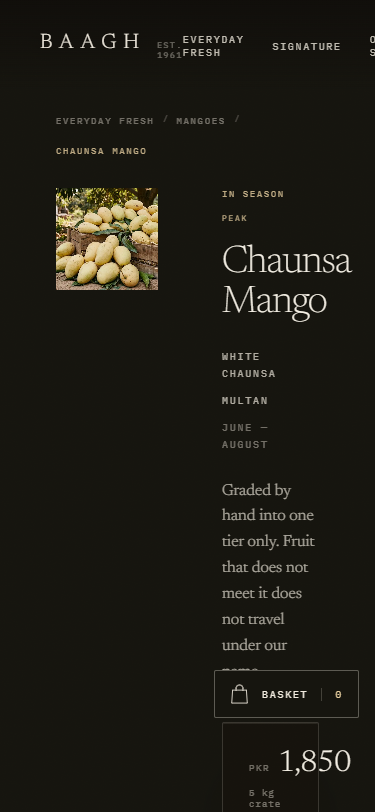 BAAGH
EST.
1961
EVERYDAY
FRESH
SIGNATURE
EVERYDAY FRESH / MANGOES /
CHAUNSA MANGO
IN SEASON
PEAK
Chaunsa
Mango
WHITE
CHAUNSA
MULTAN
JUNE —
AUGUST
Graded by
hand into one
tier only. Fruit
that does not
meet it does
not travel
under our
BASKET 0
PKR 1,850
5 kg
crate